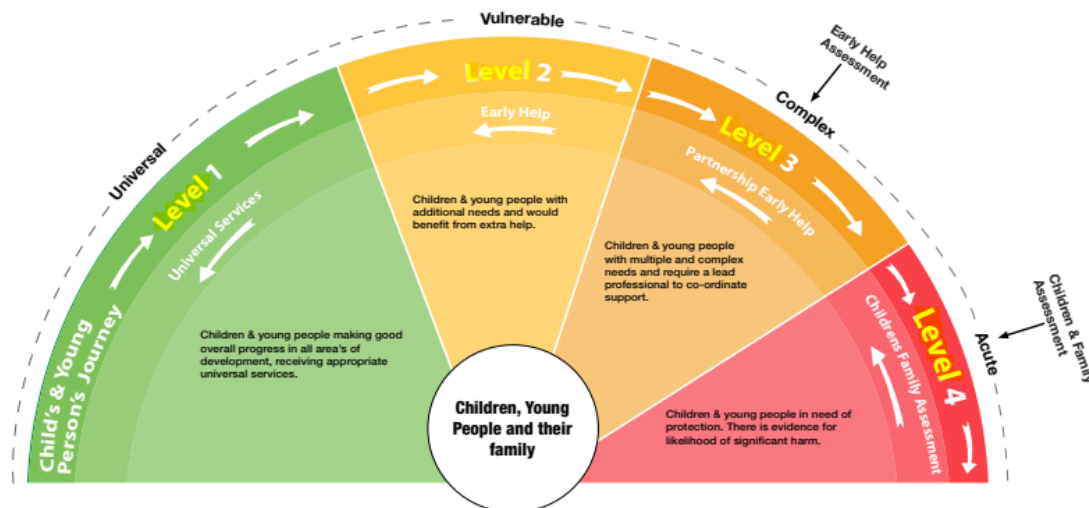 Vulnerable
Universal
Complex
Acute
Early Help
Assessment
Children & Family
Assessment
Child's & Young
Person's Journey
Level 1
Universal Services
Children & young people making good
overall progress in all area's of
development, receiving appropriate
universal services.
Level 2
Early Help
Children & young people with
additional needs and would
benefit from extra help.
Level 3
Partnership Early Help
Children & young people
with multiple and complex
needs and require a lead
professional to co-ordinate
support.
Level 4
Childrens Family Assessment
Children & young people in need of
protection. There is evidence for
likelihood of significant harm.
Children, Young
People and their
family